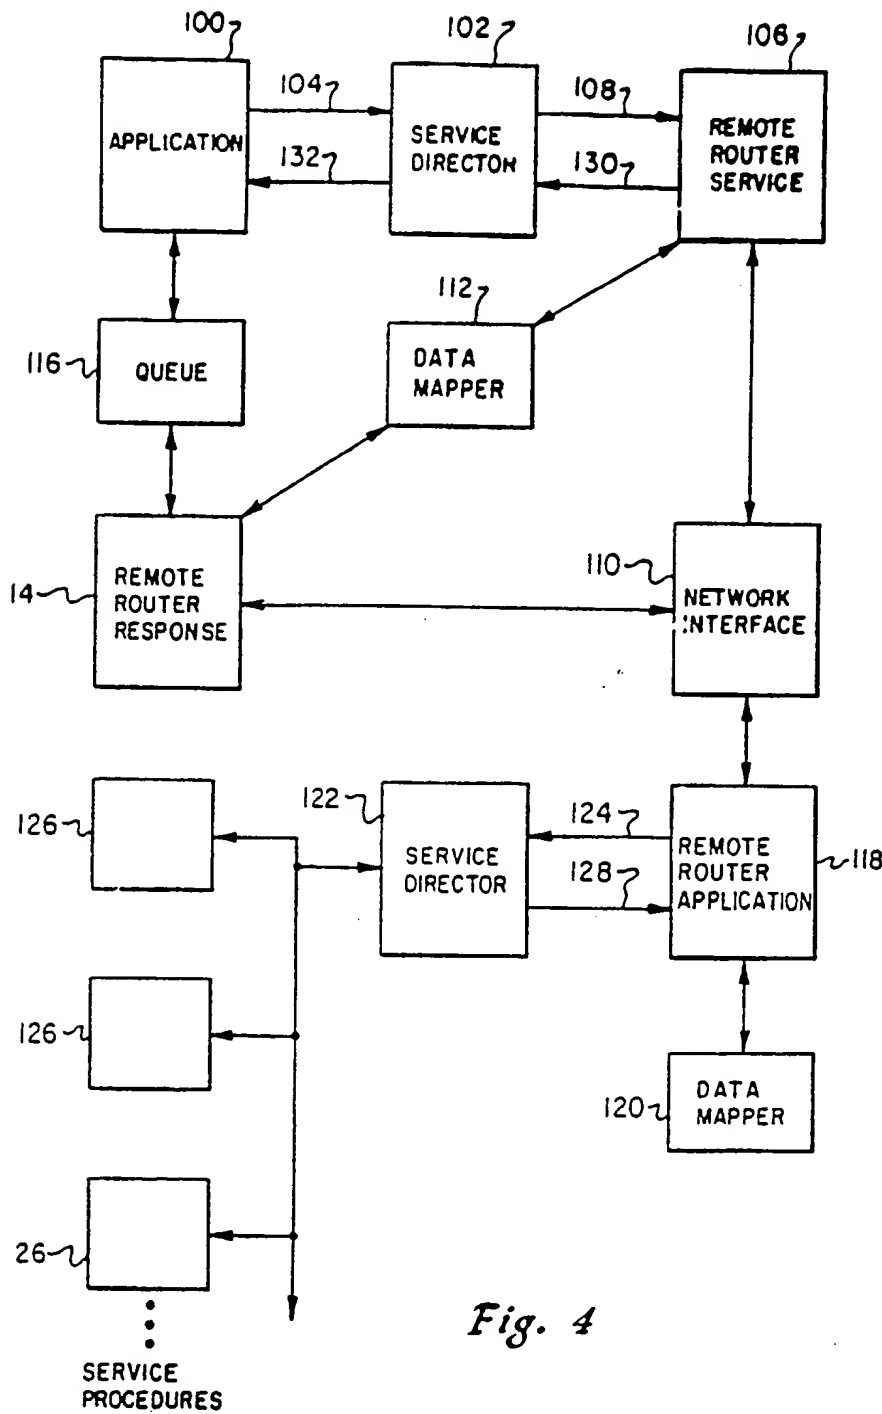 100
102
106
APPLICATION
104
132
SERVICE
DIRECTOR
108
130
REMOTE
ROUTER
SERVICE
112
116
QUEUE
DATA
MAPPER
14
REMOTE
ROUTER
RESPONSE
110
NETWORK
INTERFACE
126
122
SERVICE
DIRECTOR
124
128
REMOTE
ROUTER
APPLICATION
118
126
120
DATA
MAPPER
26
Fig. 4
SERVICE
PROCEDURES